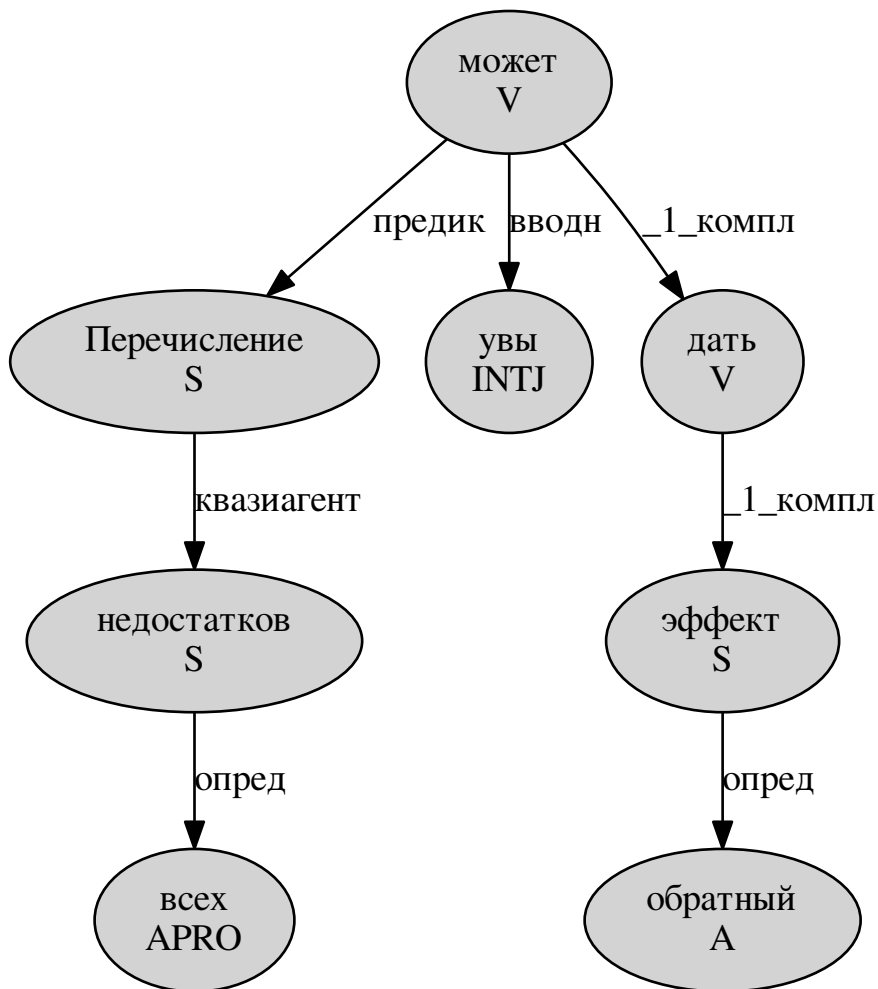 может
V
предик
вводн
_1_компл
Перечисление
S
увы
INTJ
дать
V
квазиагент
_1_компл
недостатков
S
эффект
S
опред
опред
всех
APRO
обратный
A